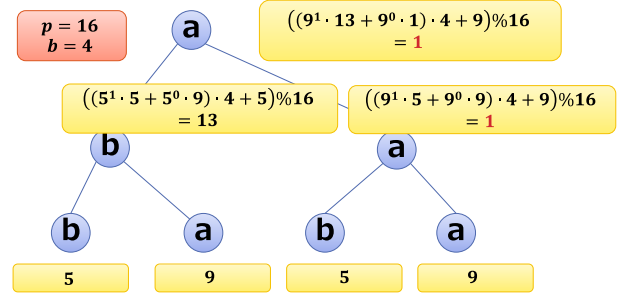 p = 16
b = 4
a
((9¹ · 13 + 9⁰ · 1) · 4 + 9)%16
= 1
((5¹ · 5 + 5⁰ · 9) · 4 + 5)%16
= 13
((9¹ · 5 + 9⁰ · 9) · 4 + 9)%16
= 1
b
a
b
a
b
a
5
9
5
9